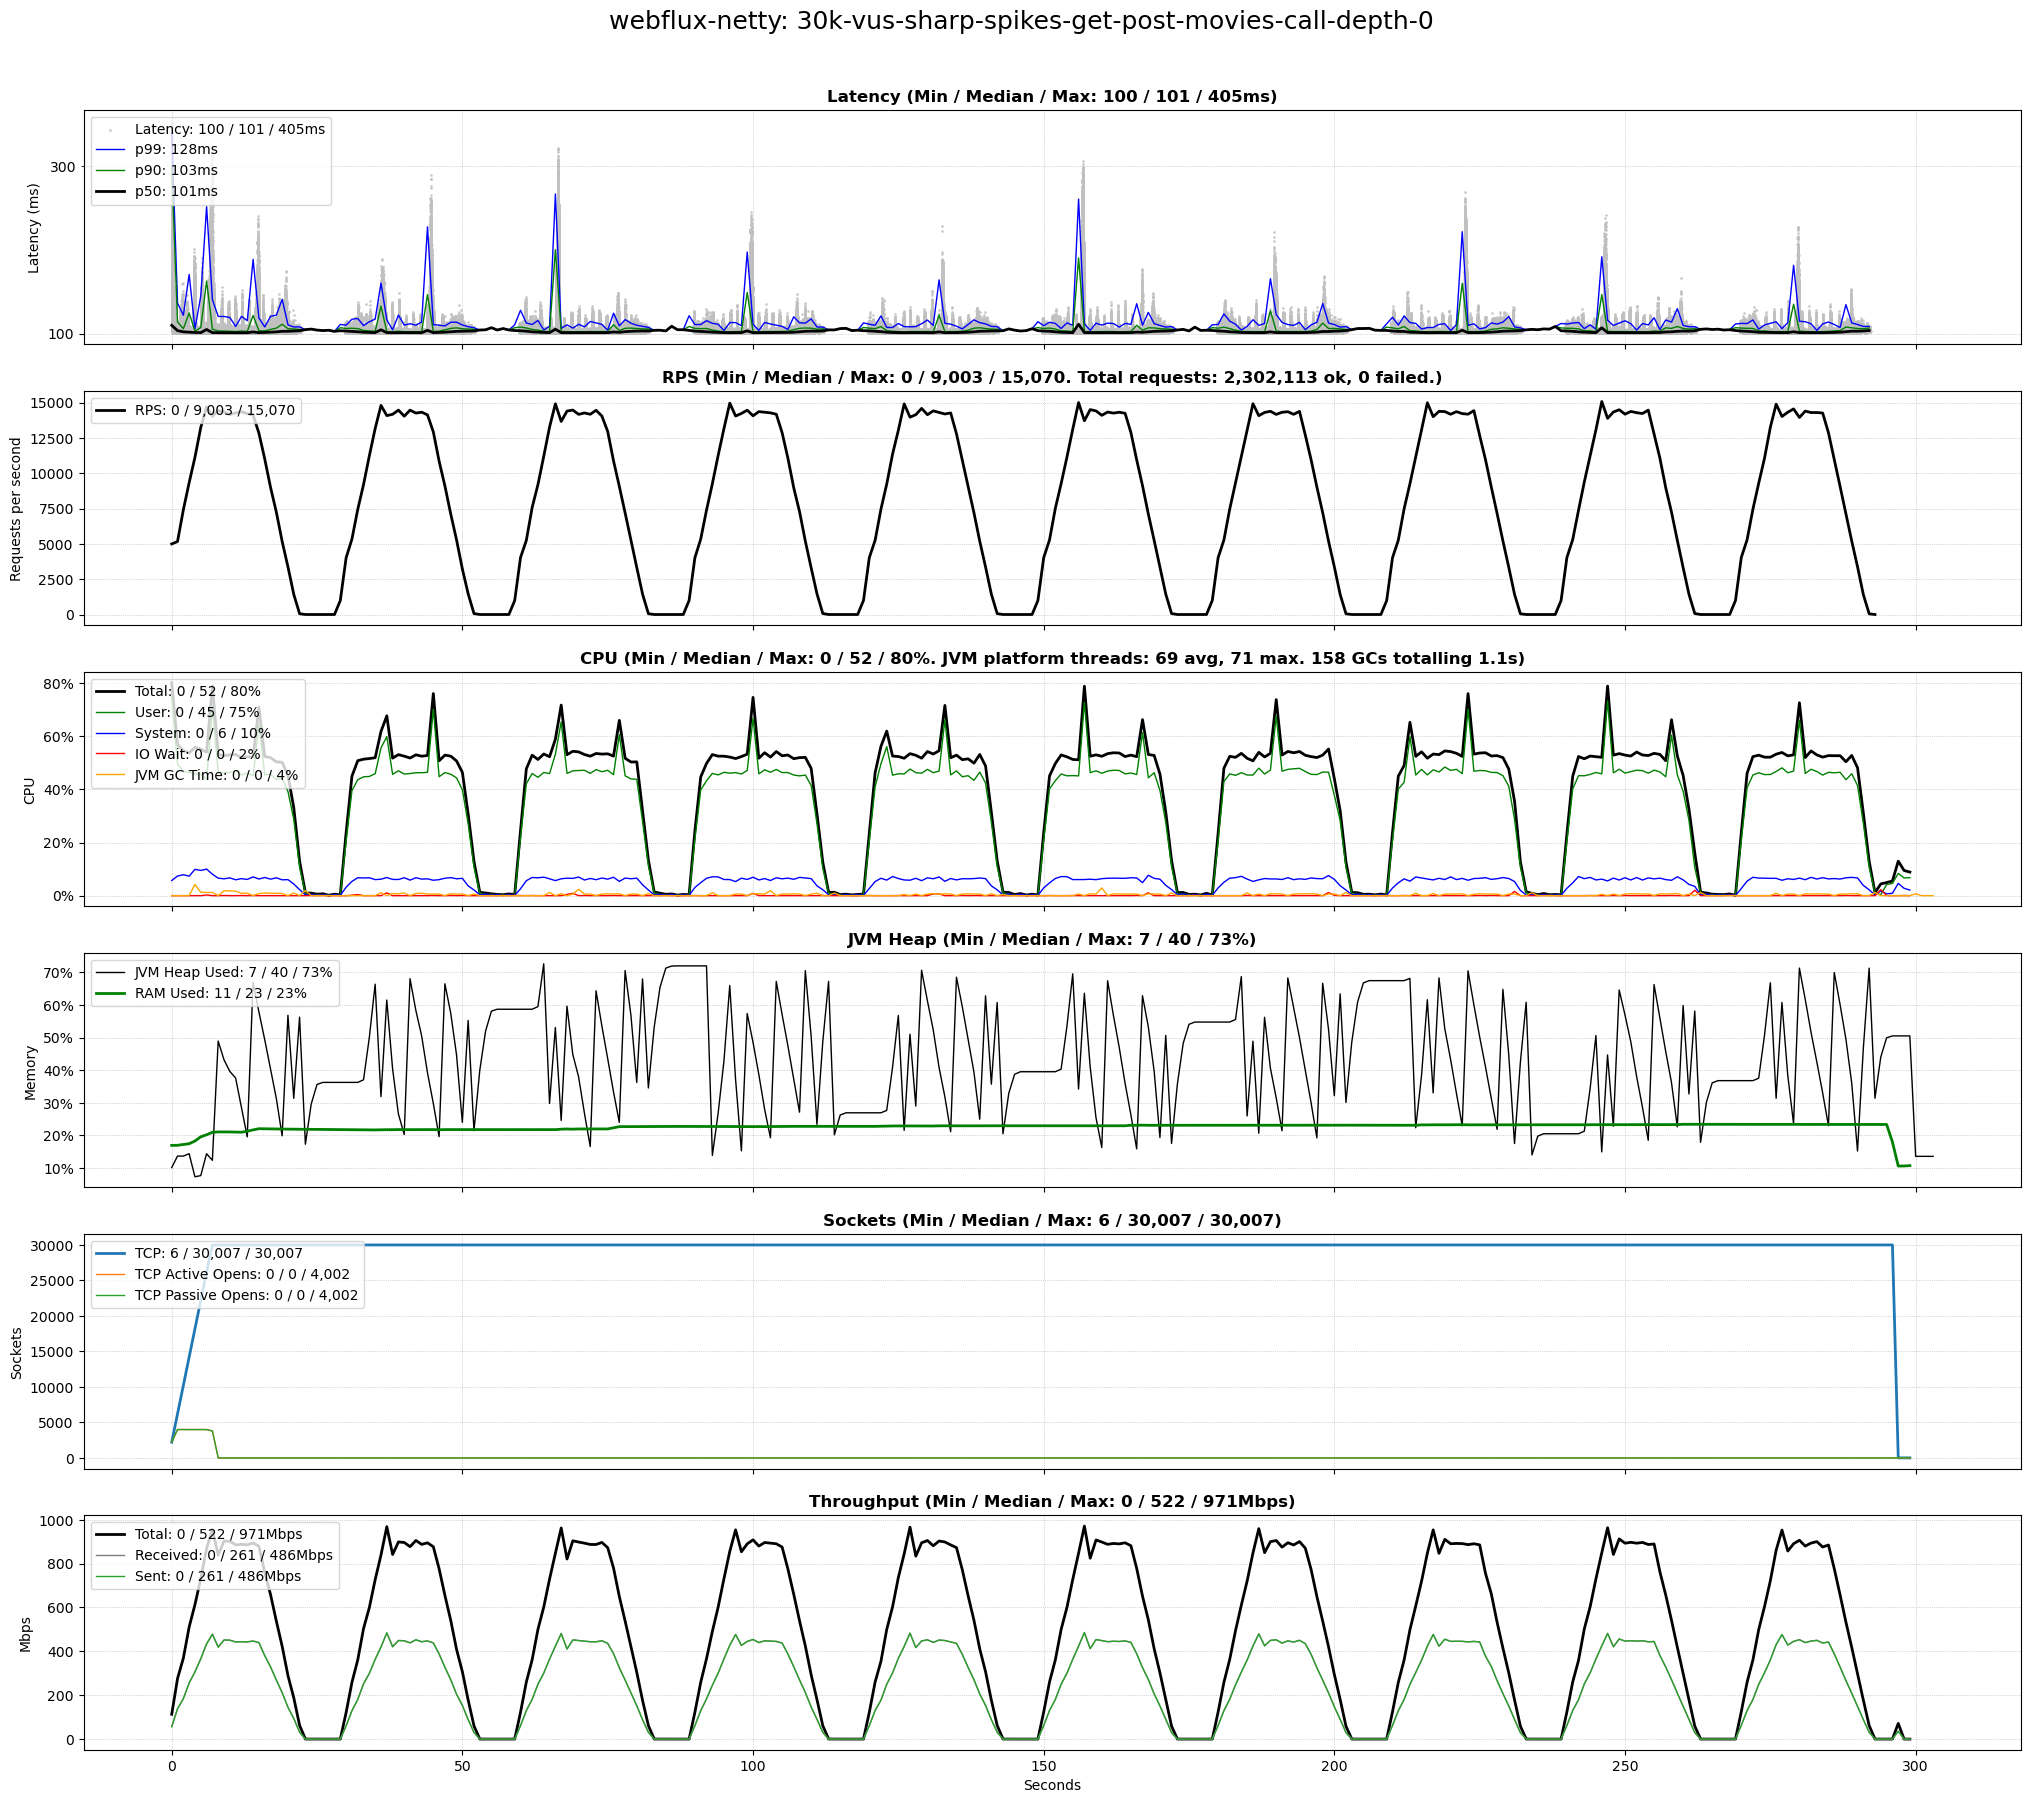 webflux-netty: 30k-vus-sharp-spikes-get-post-movies-call-depth-0
Latency (Min / Median / Max: 100 / 101 / 405ms)
Latency: 100 / 101 / 405ms
p99: 128ms
p90: 103ms
p50: 101ms
300
100
Latency (ms)
RPS (Min / Median / Max: 0 / 9,003 / 15,070. Total requests: 2,302,113 ok, 0 failed.)
RPS: 0 / 9,003 / 15,070
15000
12500
10000
7500
5000
2500
0
Requests per second
CPU (Min / Median / Max: 0 / 52 / 80%. JVM platform threads: 69 avg, 71 max. 158 GCs totalling 1.1s)
Total: 0 / 52 / 80%
User: 0 / 45 / 75%
System: 0 / 6 / 10%
IO Wait: 0 / 0 / 2%
JVM GC Time: 0 / 0 / 4%
80%
60%
40%
20%
0%
CPU
JVM Heap (Min / Median / Max: 7 / 40 / 73%)
JVM Heap Used: 7 / 40 / 73%
RAM Used: 11 / 23 / 23%
70%
60%
50%
40%
30%
20%
10%
Memory
Sockets (Min / Median / Max: 6 / 30,007 / 30,007)
TCP: 6 / 30,007 / 30,007
TCP Active Opens: 0 / 0 / 4,002
TCP Passive Opens: 0 / 0 / 4,002
30000
25000
20000
15000
10000
5000
0
Sockets
Throughput (Min / Median / Max: 0 / 522 / 971Mbps)
Total: 0 / 522 / 971Mbps
Received: 0 / 261 / 486Mbps
Sent: 0 / 261 / 486Mbps
1000
800
600
400
200
0
Mbps
0 50 100 150 200 250 300
Seconds